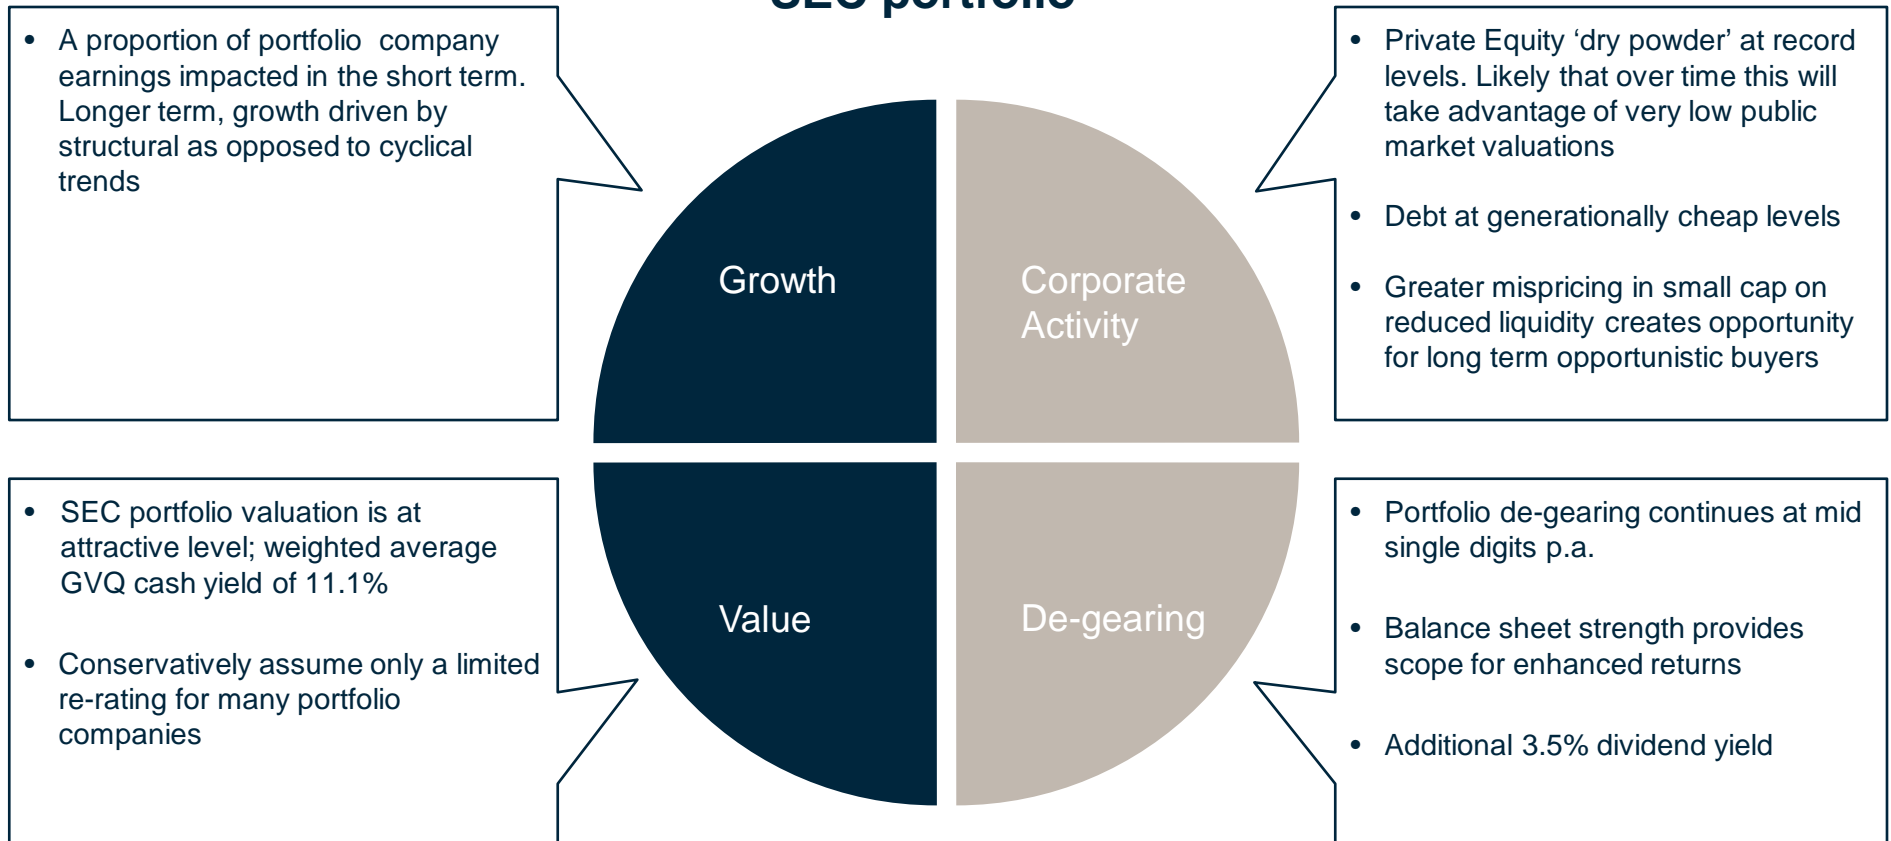 SEC portfolio
• A proportion of portfolio company
earnings impacted in the short term.
Longer term, growth driven by
structural as opposed to cyclical
trends
• Private Equity ‘dry powder’ at record
levels. Likely that over time this will
take advantage of very low public
market valuations
• Debt at generationally cheap levels
• Greater mispricing in small cap on
reduced liquidity creates opportunity
for long term opportunistic buyers
Growth
Corporate
Activity
• SEC portfolio valuation is at
attractive level; weighted average
GVQ cash yield of 11.1%
• Conservatively assume only a limited
re-rating for many portfolio
companies
Value
De-gearing
• Portfolio de-gearing continues at mid
single digits p.a.
• Balance sheet strength provides
scope for enhanced returns
• Additional 3.5% dividend yield